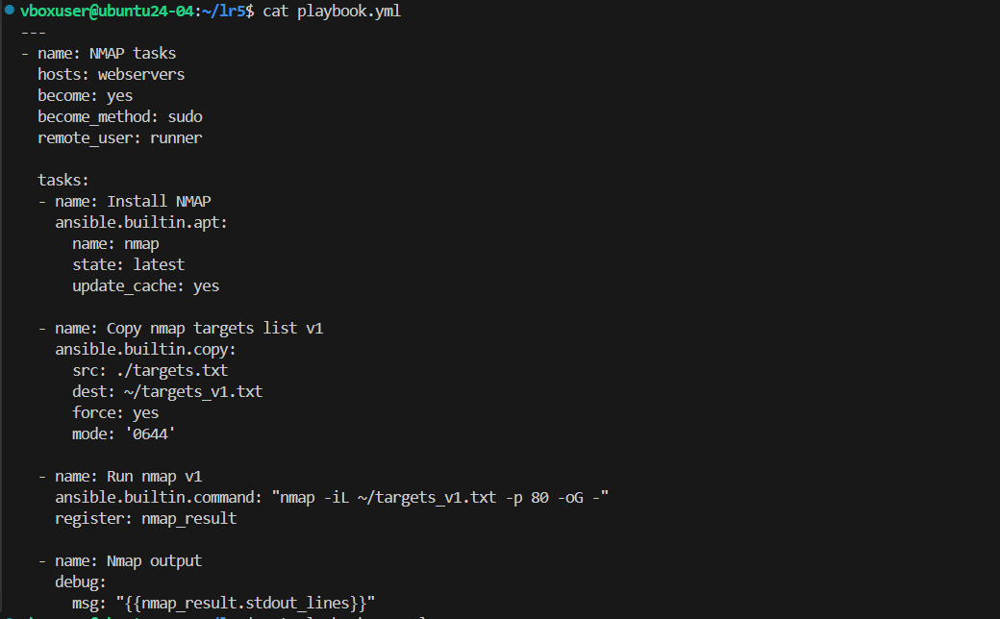 vboxuser@ubuntu24-04:~/lr5$ cat playbook.yml
---
- name: NMAP tasks
  hosts: webservers
  become: yes
  become_method: sudo
  remote_user: runner

  tasks:
  - name: Install NMAP
    ansible.builtin.apt:
      name: nmap
      state: latest
      update_cache: yes

  - name: Copy nmap targets list v1
    ansible.builtin.copy:
      src: ./targets.txt
      dest: ~/targets_v1.txt
      force: yes
      mode: '0644'

  - name: Run nmap v1
    ansible.builtin.command: "nmap -iL ~/targets_v1.txt -p 80 -oG -"
    register: nmap_result

  - name: Nmap output
    debug:
      msg: "{{nmap_result.stdout_lines}}"